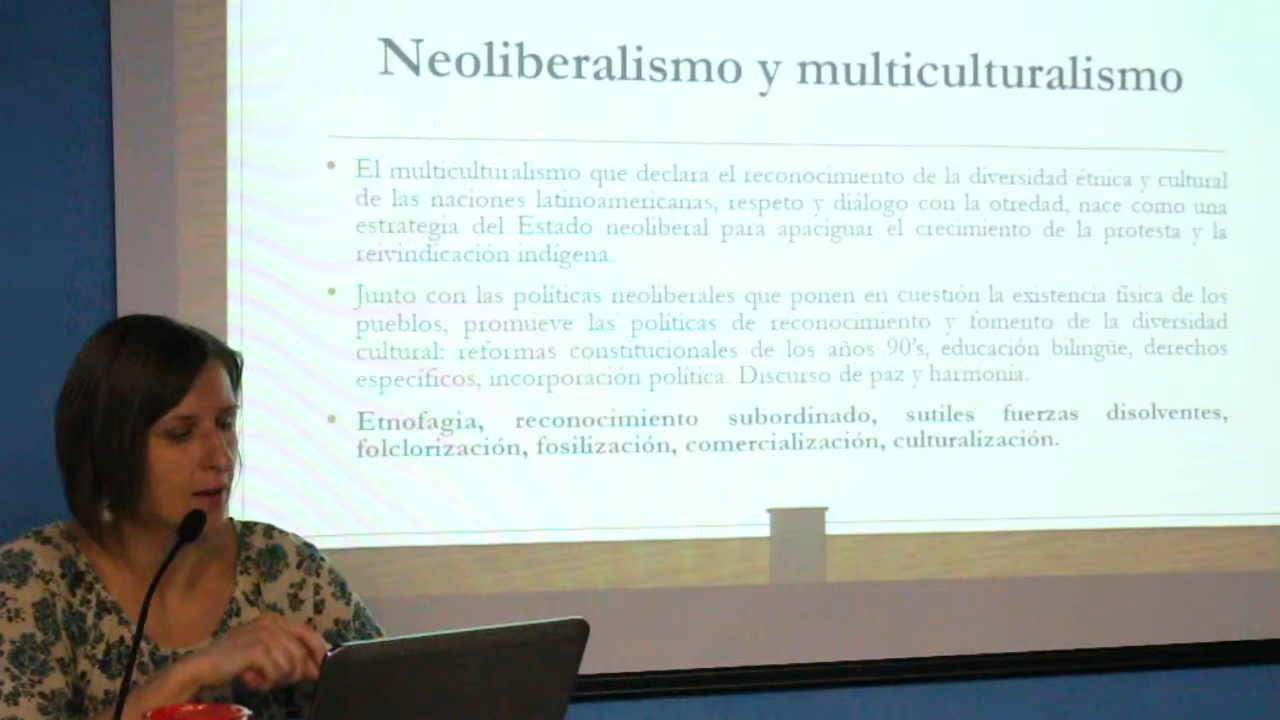 Neoliberalismo y multiculturalismo
• El multiculturalismo que declara el reconocimiento de la diversidad étnica y cultural
de las naciones latinoamericanas, respeto y diálogo con la otredad, nace como una
estrategia del Estado neoliberal para apaciguar el crecimiento de la protesta y la
reivindicación indígena.
• Junto con las políticas neoliberales que ponen en cuestión la existencia física de los
pueblos, promueve las políticas de reconocimiento y fomento de la diversidad
cultural: reformas constitucionales de los años 90’s, educación bilingüe, derechos
específicos, incorporación política. Discurso de paz y harmonía.
• Etnofagia, reconocimiento subordinado, sutiles fuerzas disolventes,
folclorización, fosilización, comercialización, culturalización.